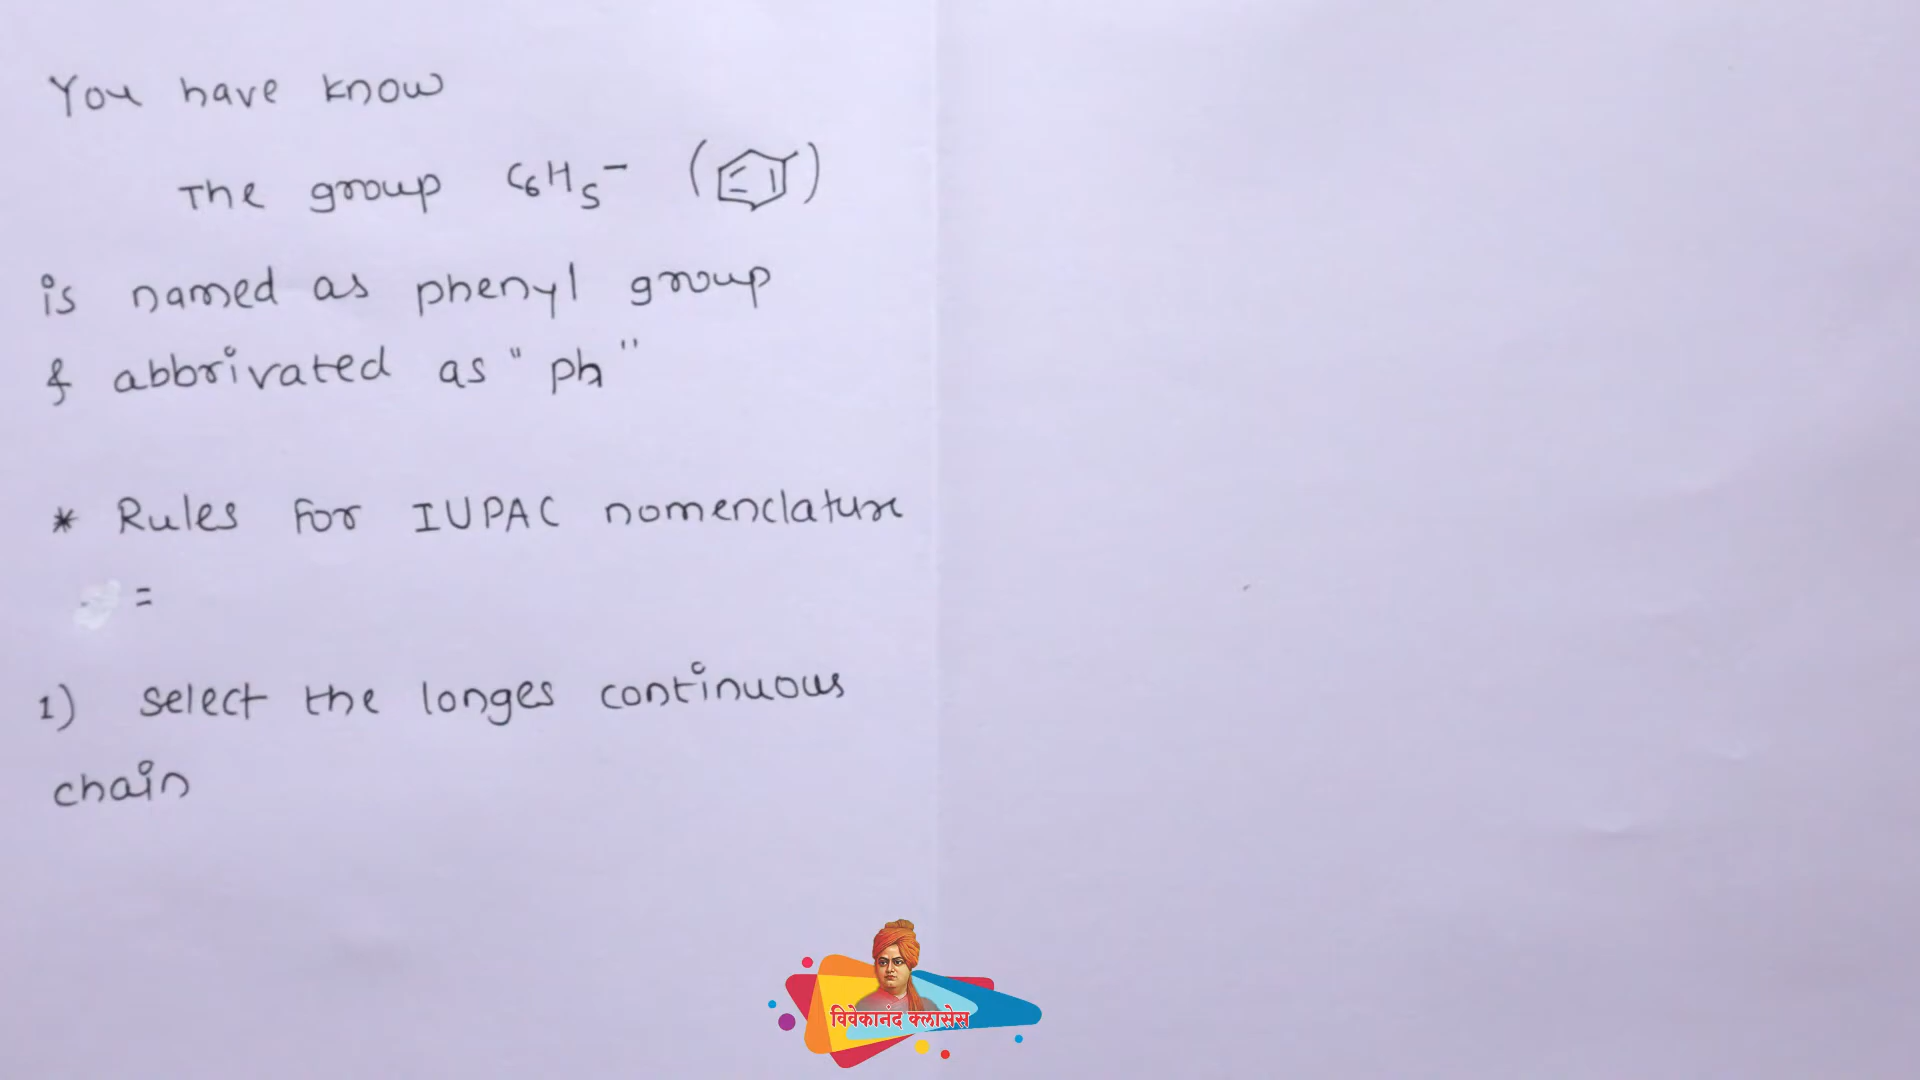 You have know
The group C6H5- ( )
is named as phenyl group
& abbrivated as "ph"
* Rules For IUPAC nomenclature
=
1) select the longes continuous
chain
विवेकानंद क्लासेस